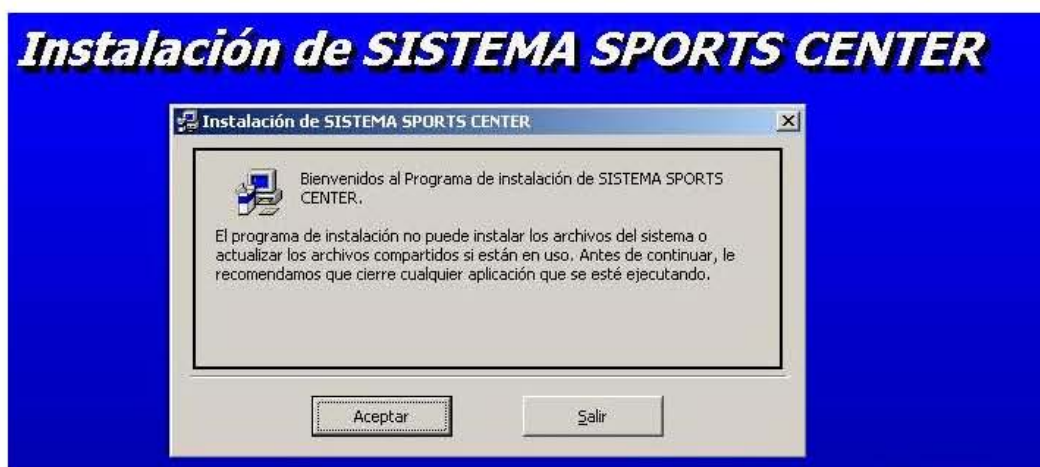 Instalación de SISTEMA SPORTS CENTER
Instalación de SISTEMA SPORTS CENTER
Bienvenidos al Programa de instalación de SISTEMA SPORTS
CENTER.
El programa de instalación no puede instalar los archivos del sistema o
actualizar los archivos compartidos si están en uso. Antes de continuar, le
recomendamos que cierre cualquier aplicación que se esté ejecutando.
Aceptar
Salir